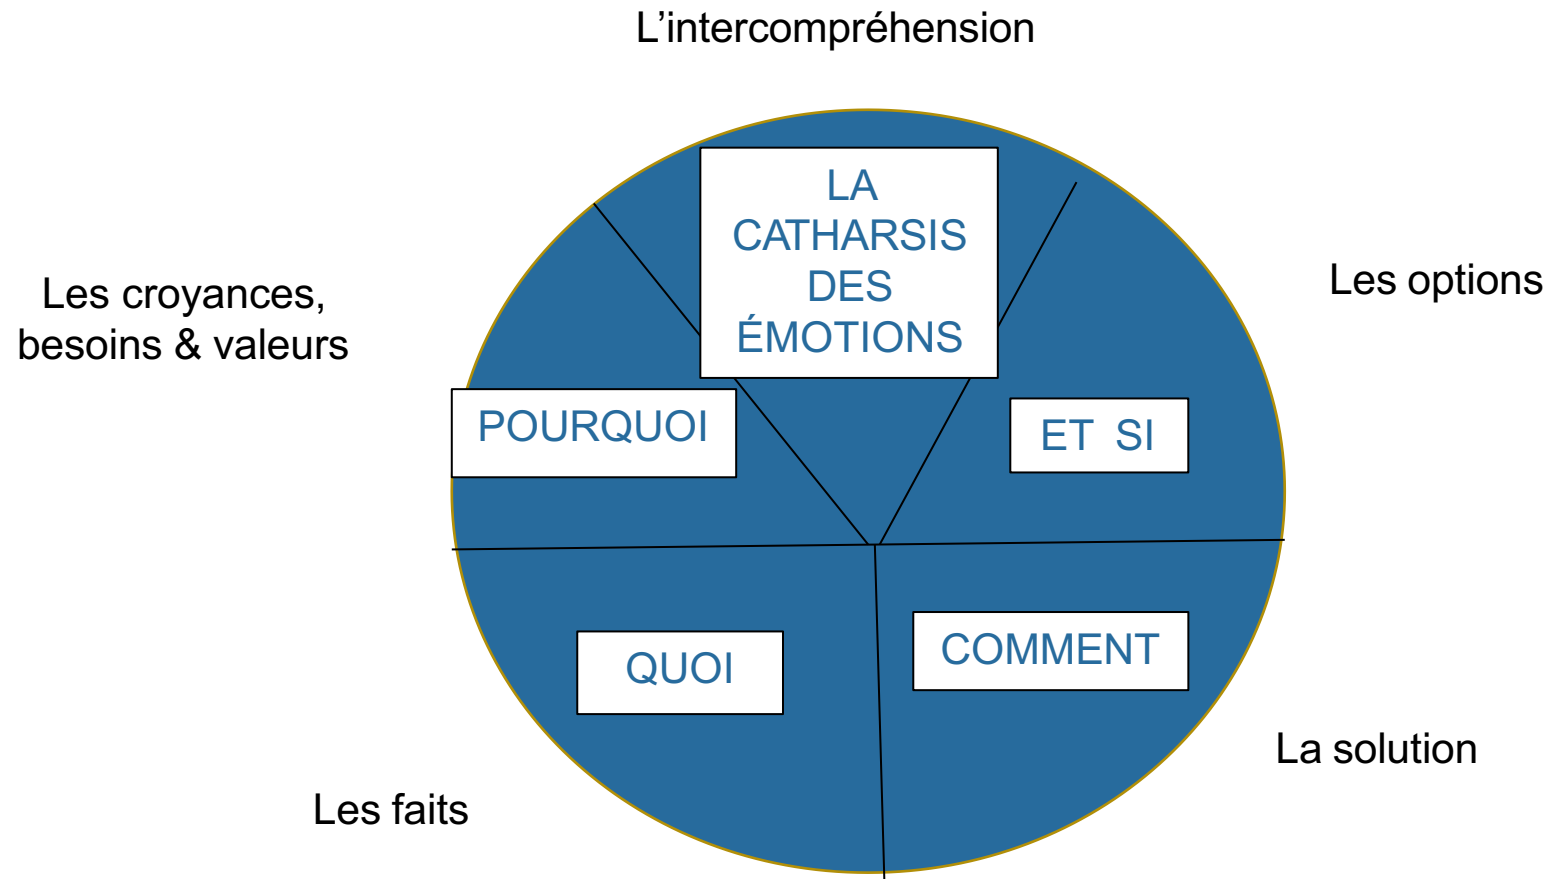 L’intercompréhension
LA
CATHARSIS
DES
ÉMOTIONS
Les croyances,
besoins & valeurs
Les options
POURQUOI
ET SI
QUOI
COMMENT
Les faits
La solution